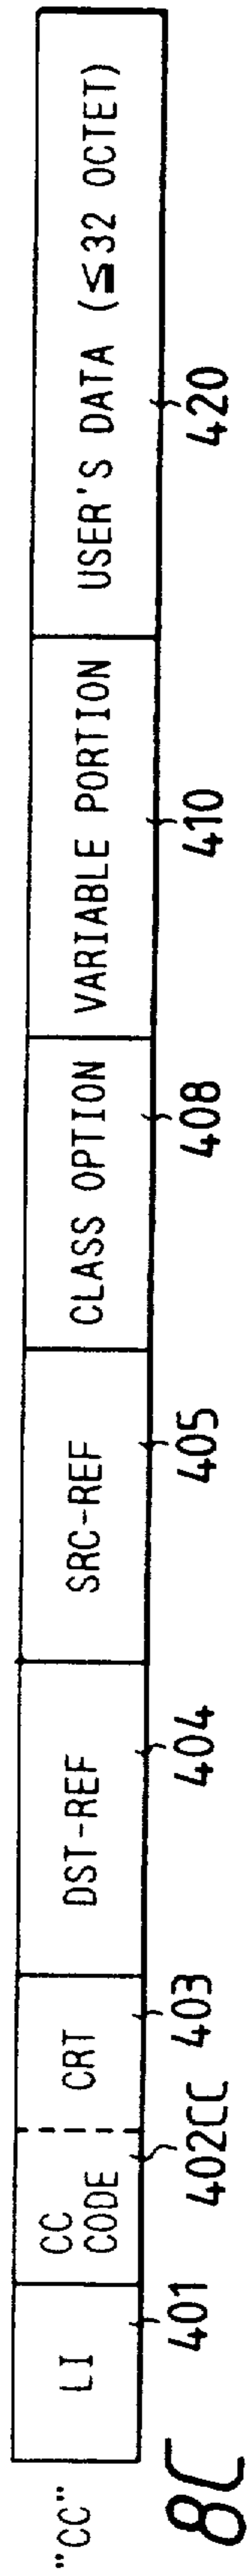 "CC"
LI
CC
CODE
CRT
DST-REF
SRC-REF
CLASS OPTION
VARIABLE PORTION
USER'S DATA (≦32 OCTET)
401
402CC
403
404
405
408
410
420
8C